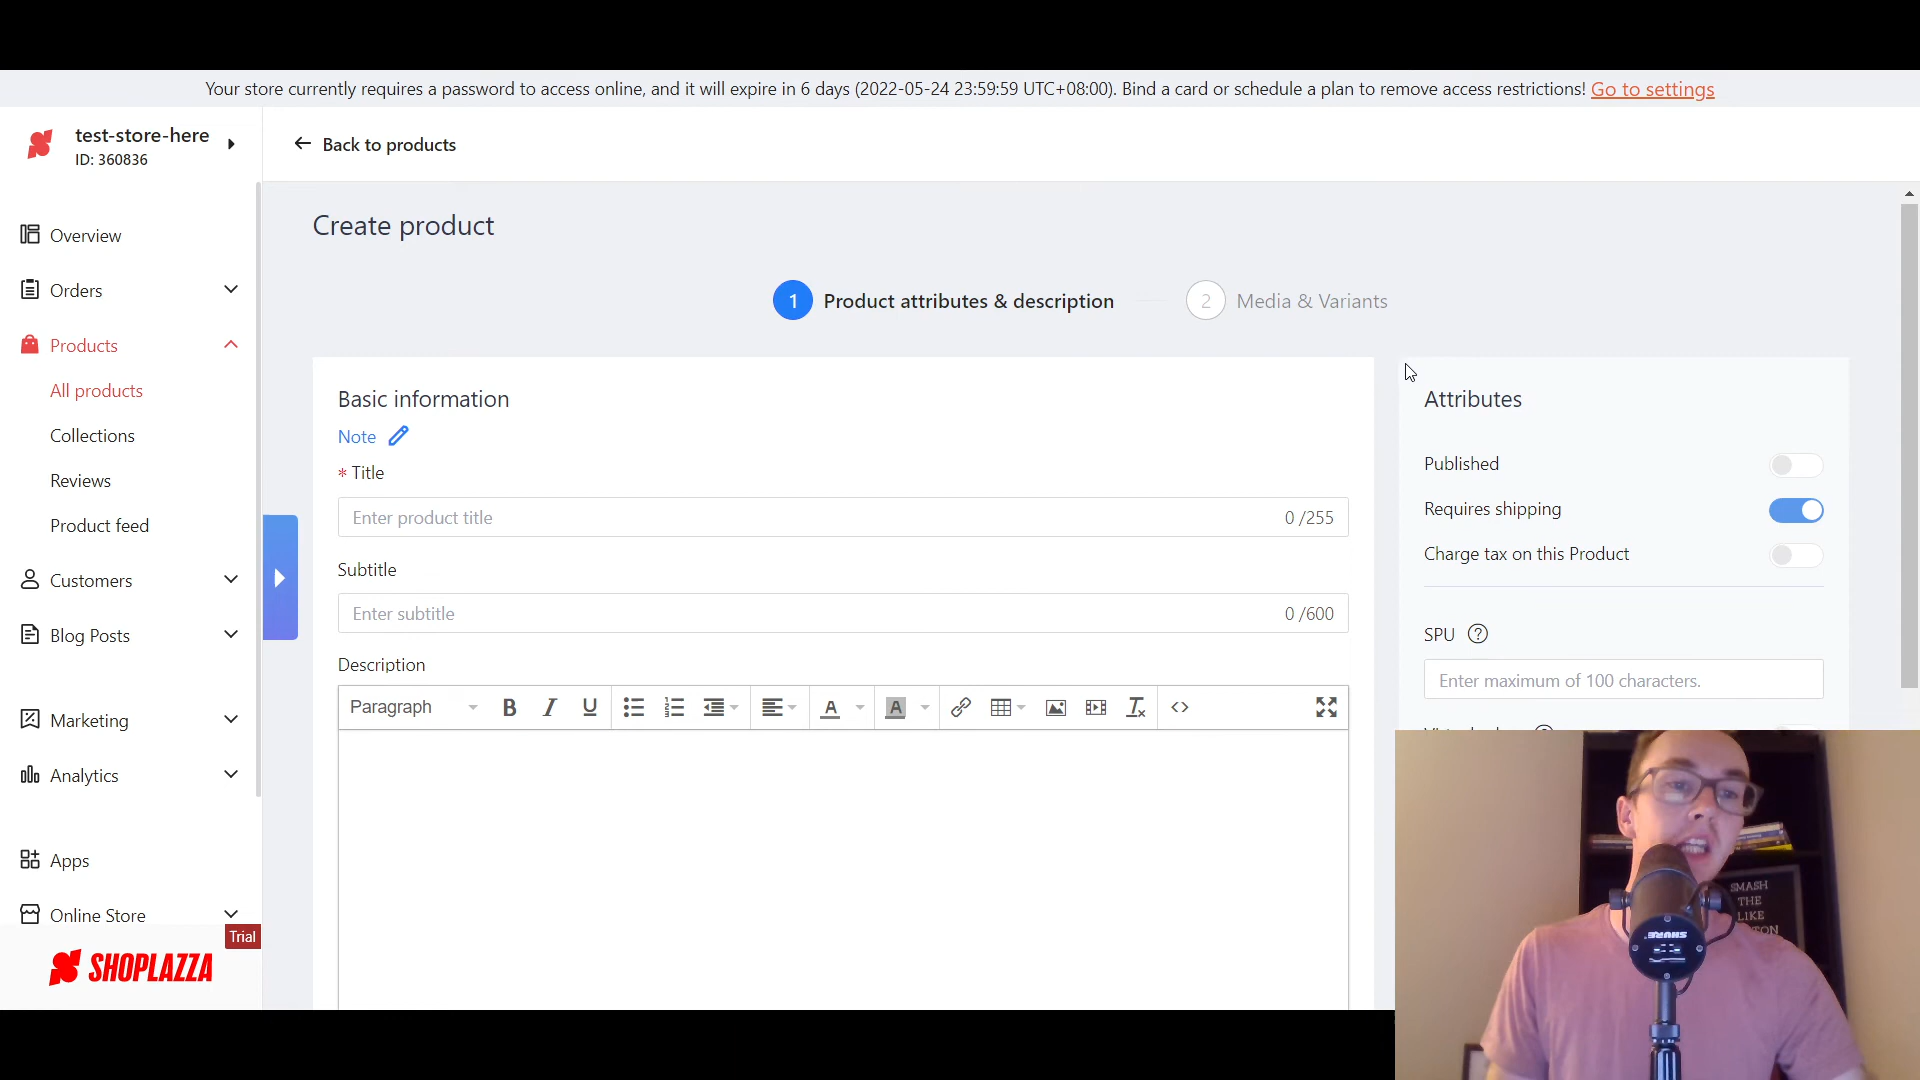 Your store currently requires a password to access online, and it will expire in 6 days (2022-05-24 23:59:59 UTC+08:00). Bind a card or schedule a plan to remove access restrictions! Go to settings
test-store-here
ID: 360836
Back to products
Overview
Orders
Products
All products
Collections
Reviews
Product feed
Customers
Blog Posts
Marketing
Analytics
Apps
Online Store
Trial
SHOPLAZZA
Create product
1 Product attributes & description
2 Media & Variants
Basic information
Note
* Title
Enter product title 0 /255
Subtitle
Enter subtitle 0 /600
Description
Paragraph
Attributes
Published
Requires shipping
Charge tax on this Product
SPU
Enter maximum of 100 characters.
SMASH
THE
LIKE
SHURE